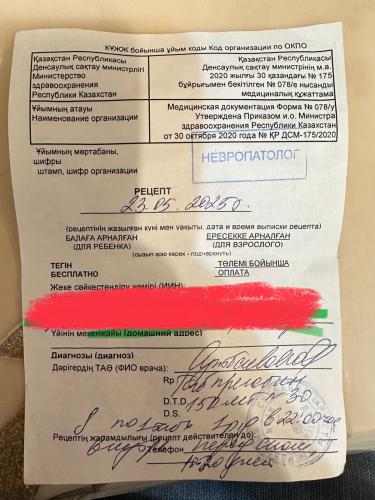 КҰЖЖ бойынша ұйым коды Код организации по ОКПО
Қазақстан Республикасы
Денсаулық сақтау министрлігі
Министерство
здравоохранения
Республики Казахстан
Қазақстан Республикасы
Денсаулық сақтау министрінің м.а.
2020 жылғы 30 қазандағы № 175
бұйрығымен бекітілген № 078/е нысанды
медициналық құжаттама
Ұйымның атауы
Наименование организации
Медицинская документация Форма № 078/у
Утверждена Приказом и.о. Министра
здравоохранения Республики Казахстан
от 30 октября 2020 года № ҚР ДСМ-175/2020
Ұйымның мөртабаны,
шифры
штамп, шифр организации
НЕВРОПАТОЛОГ
РЕЦЕПТ
23.05.2025г.
(рецептінің жазылған күні мен уақыты, дата и время выписки рецепта)
БАЛАҒА АРНАЛҒАН
(ДЛЯ РЕБЕНКА)
ЕРЕСЕККЕ АРНАЛҒАН
(ДЛЯ ВЗРОСЛОГО)
(сызып қою керек - подчеркнуть)
ТЕГІН
БЕСПЛАТНО
ТӨЛЕМІ БОЙЫНША
ОПЛАТА
Жеке сәйкестендіру нөмірі (ИИН):
Үйінің мекенжайы (домашний адрес)
Диагнозы (диагноз)
Дәрігердің ТАӘ (ФИО врача):
Rp
D.T.D. 150 мг № 30
D.S.
в 22:00
Рецептің жарамдылығы (рецепт действителен до)
Телефон